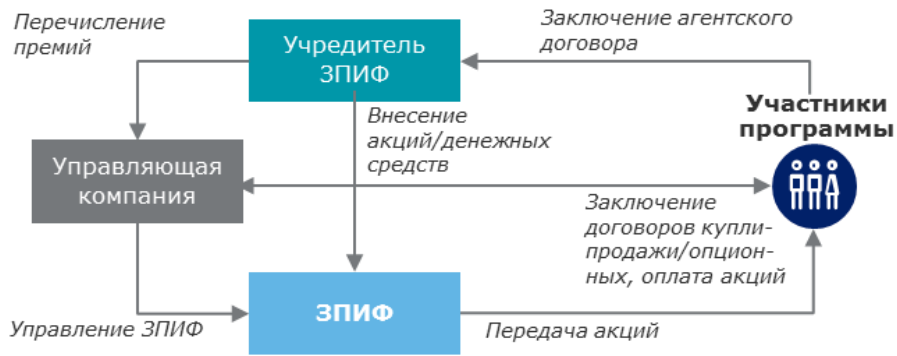 Перечисление
премий
Заключение агентского
договора
Учредитель
ЗПИФ
Внесение
акций/денежных
средств
Участники
программы
Управляющая
компания
Заключение
договоров купли-
продажи/опцион-
ных, оплата акций
ЗПИФ
Управление ЗПИФ
Передача акций